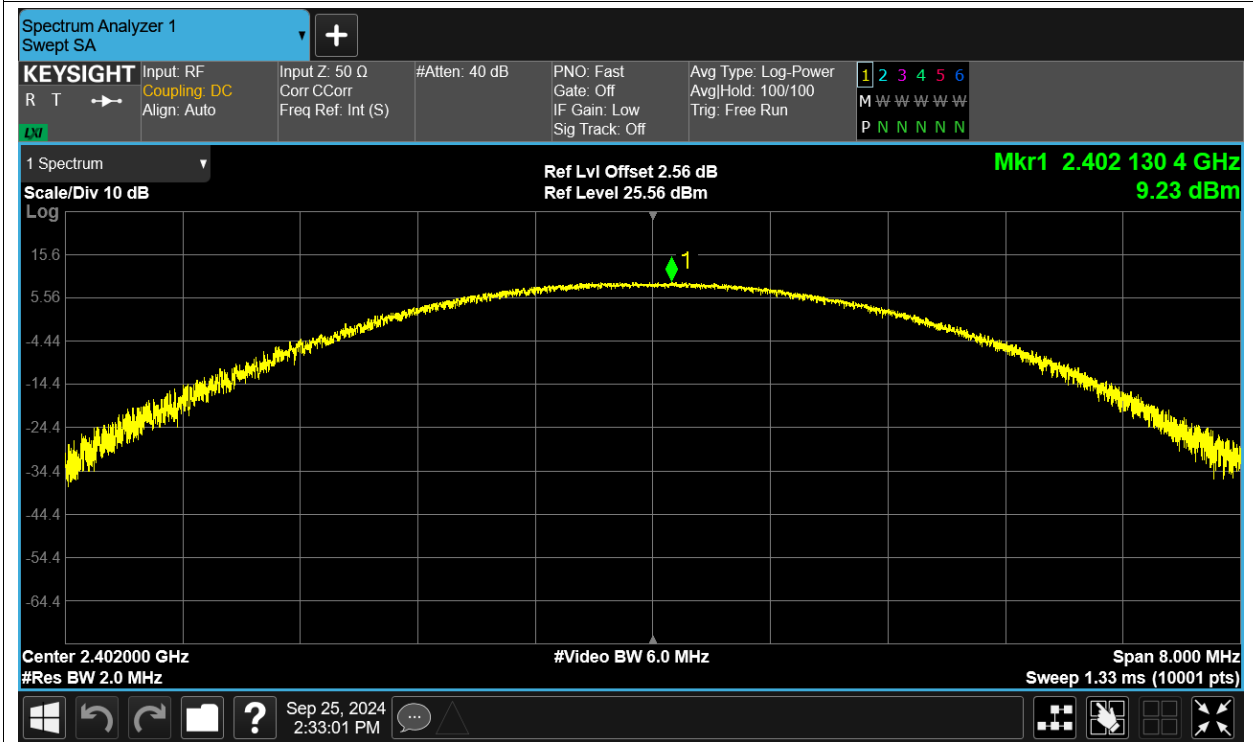 Spectrum Analyzer 1
Swept SA
KEYSIGHT
R T
LXI
Input: RF
Coupling: DC
Align: Auto
Input Z: 50 Ω
Corr CCorr
Freq Ref: Int (S)
#Atten: 40 dB
PNO: Fast
Gate: Off
IF Gain: Low
Sig Track: Off
Avg Type: Log-Power
Avg|Hold: 100/100
Trig: Free Run
1 2 3 4 5 6
M W W W W W
P N N N N N
1 Spectrum
Scale/Div 10 dB
Log
Ref Lvl Offset 2.56 dB
Ref Level 25.56 dBm
Mkr1 2.402 130 4 GHz
9.23 dBm
1
15.6
5.56
-4.44
-14.4
-24.4
-34.4
-44.4
-54.4
-64.4
Center 2.402000 GHz
#Res BW 2.0 MHz
#Video BW 6.0 MHz
Span 8.000 MHz
Sweep 1.33 ms (10001 pts)
?
Sep 25, 2024
2:33:01 PM